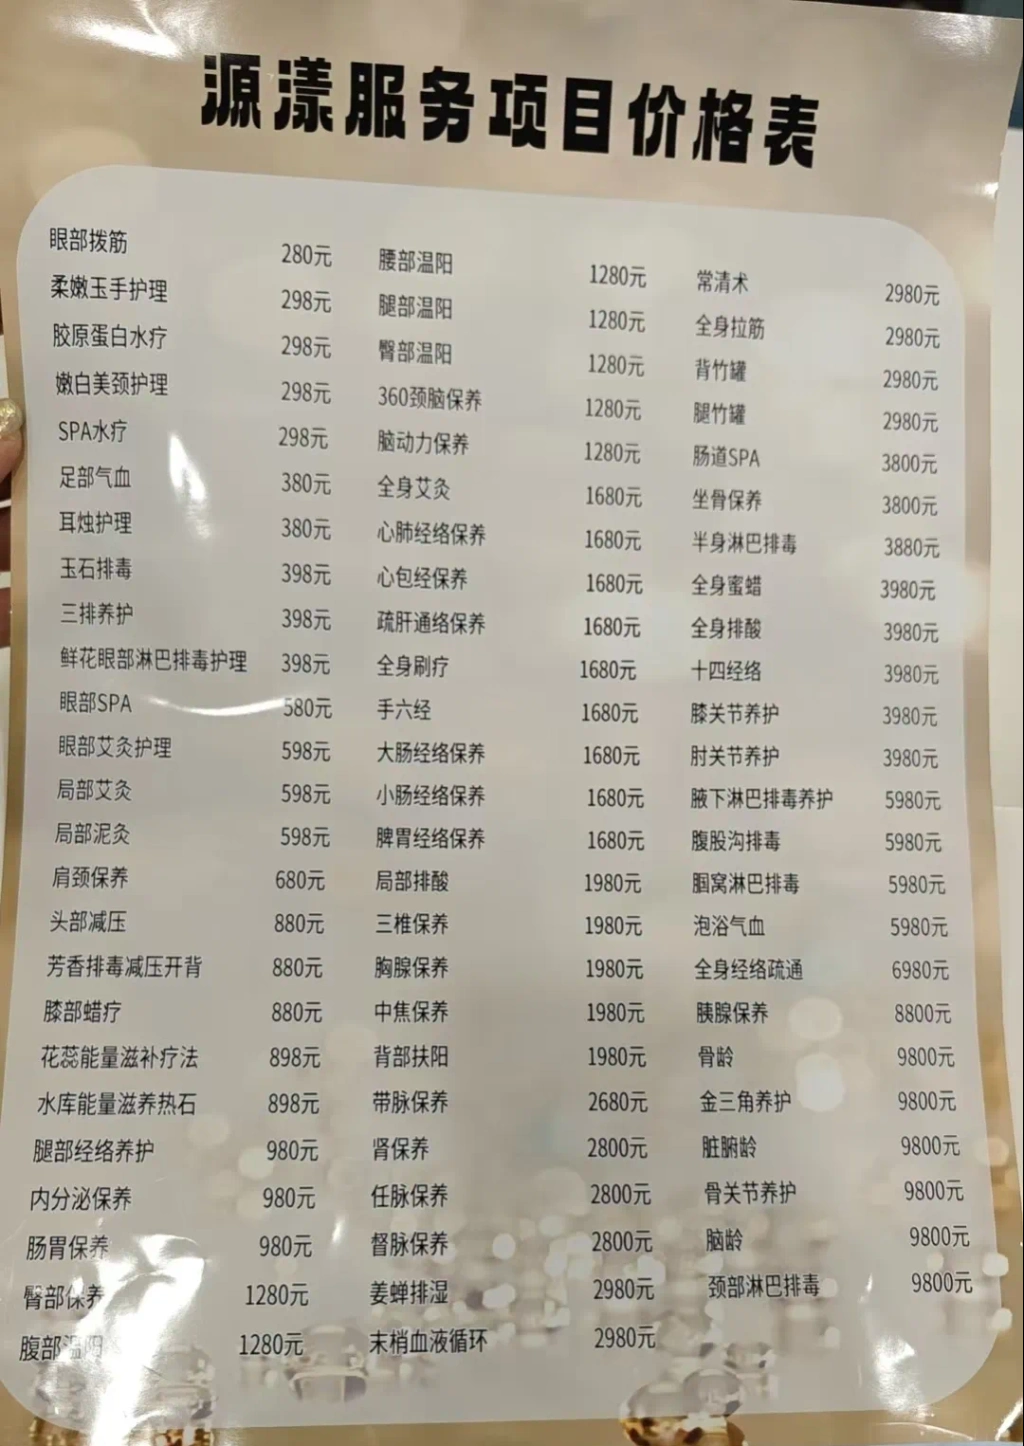 源漾服务项目价格表
眼部拨筋 280元
柔嫩玉手护理 298元
胶原蛋白水疗 298元
嫩白美颈护理 298元
SPA水疗 298元
足部气血 380元
耳烛护理 380元
玉石排毒 398元
三排养护 398元
鲜花眼部淋巴排毒护理 398元
眼部SPA 580元
眼部艾灸护理 598元
局部艾灸 598元
局部泥灸 598元
肩颈保养 680元
头部减压 880元
芳香排毒减压开背 880元
膝部蜡疗 880元
花蕊能量滋补疗法 898元
水库能量滋养热石 898元
腿部经络养护 980元
内分泌保养 980元
肠胃保养 980元
臀部保养 1280元
腹部温阳 1280元
腰部温阳 1280元
腿部温阳 1280元
臀部温阳 1280元
360颈脑保养 1280元
脑动力保养 1280元
全身艾灸 1680元
心肺经络保养 1680元
心包经保养 1680元
疏肝通络保养 1680元
全身刷疗 1680元
手六经 1680元
大肠经络保养 1680元
小肠经络保养 1680元
脾胃经络保养 1680元
局部排酸 1980元
三椎保养 1980元
胸腺保养 1980元
中焦保养 1980元
背部扶阳 1980元
带脉保养 2680元
肾保养 2800元
任脉保养 2800元
督脉保养 2800元
姜蝉排湿 2980元
末梢血液循环 2980元
常清术 2980元
全身拉筋 2980元
背竹罐 2980元
腿竹罐 2980元
肠道SPA 3800元
坐骨保养 3800元
半身淋巴排毒 3880元
全身蜜蜡 3980元
全身排酸 3980元
十四经络 3980元
膝关节养护 3980元
肘关节养护 3980元
腋下淋巴排毒养护 5980元
腹股沟排毒 5980元
腘窝淋巴排毒 5980元
泡浴气血 5980元
全身经络疏通 6980元
胰腺保养 8800元
骨龄 9800元
金三角养护 9800元
脏腑龄 9800元
骨关节养护 9800元
脑龄 9800元
颈部淋巴排毒 9800元